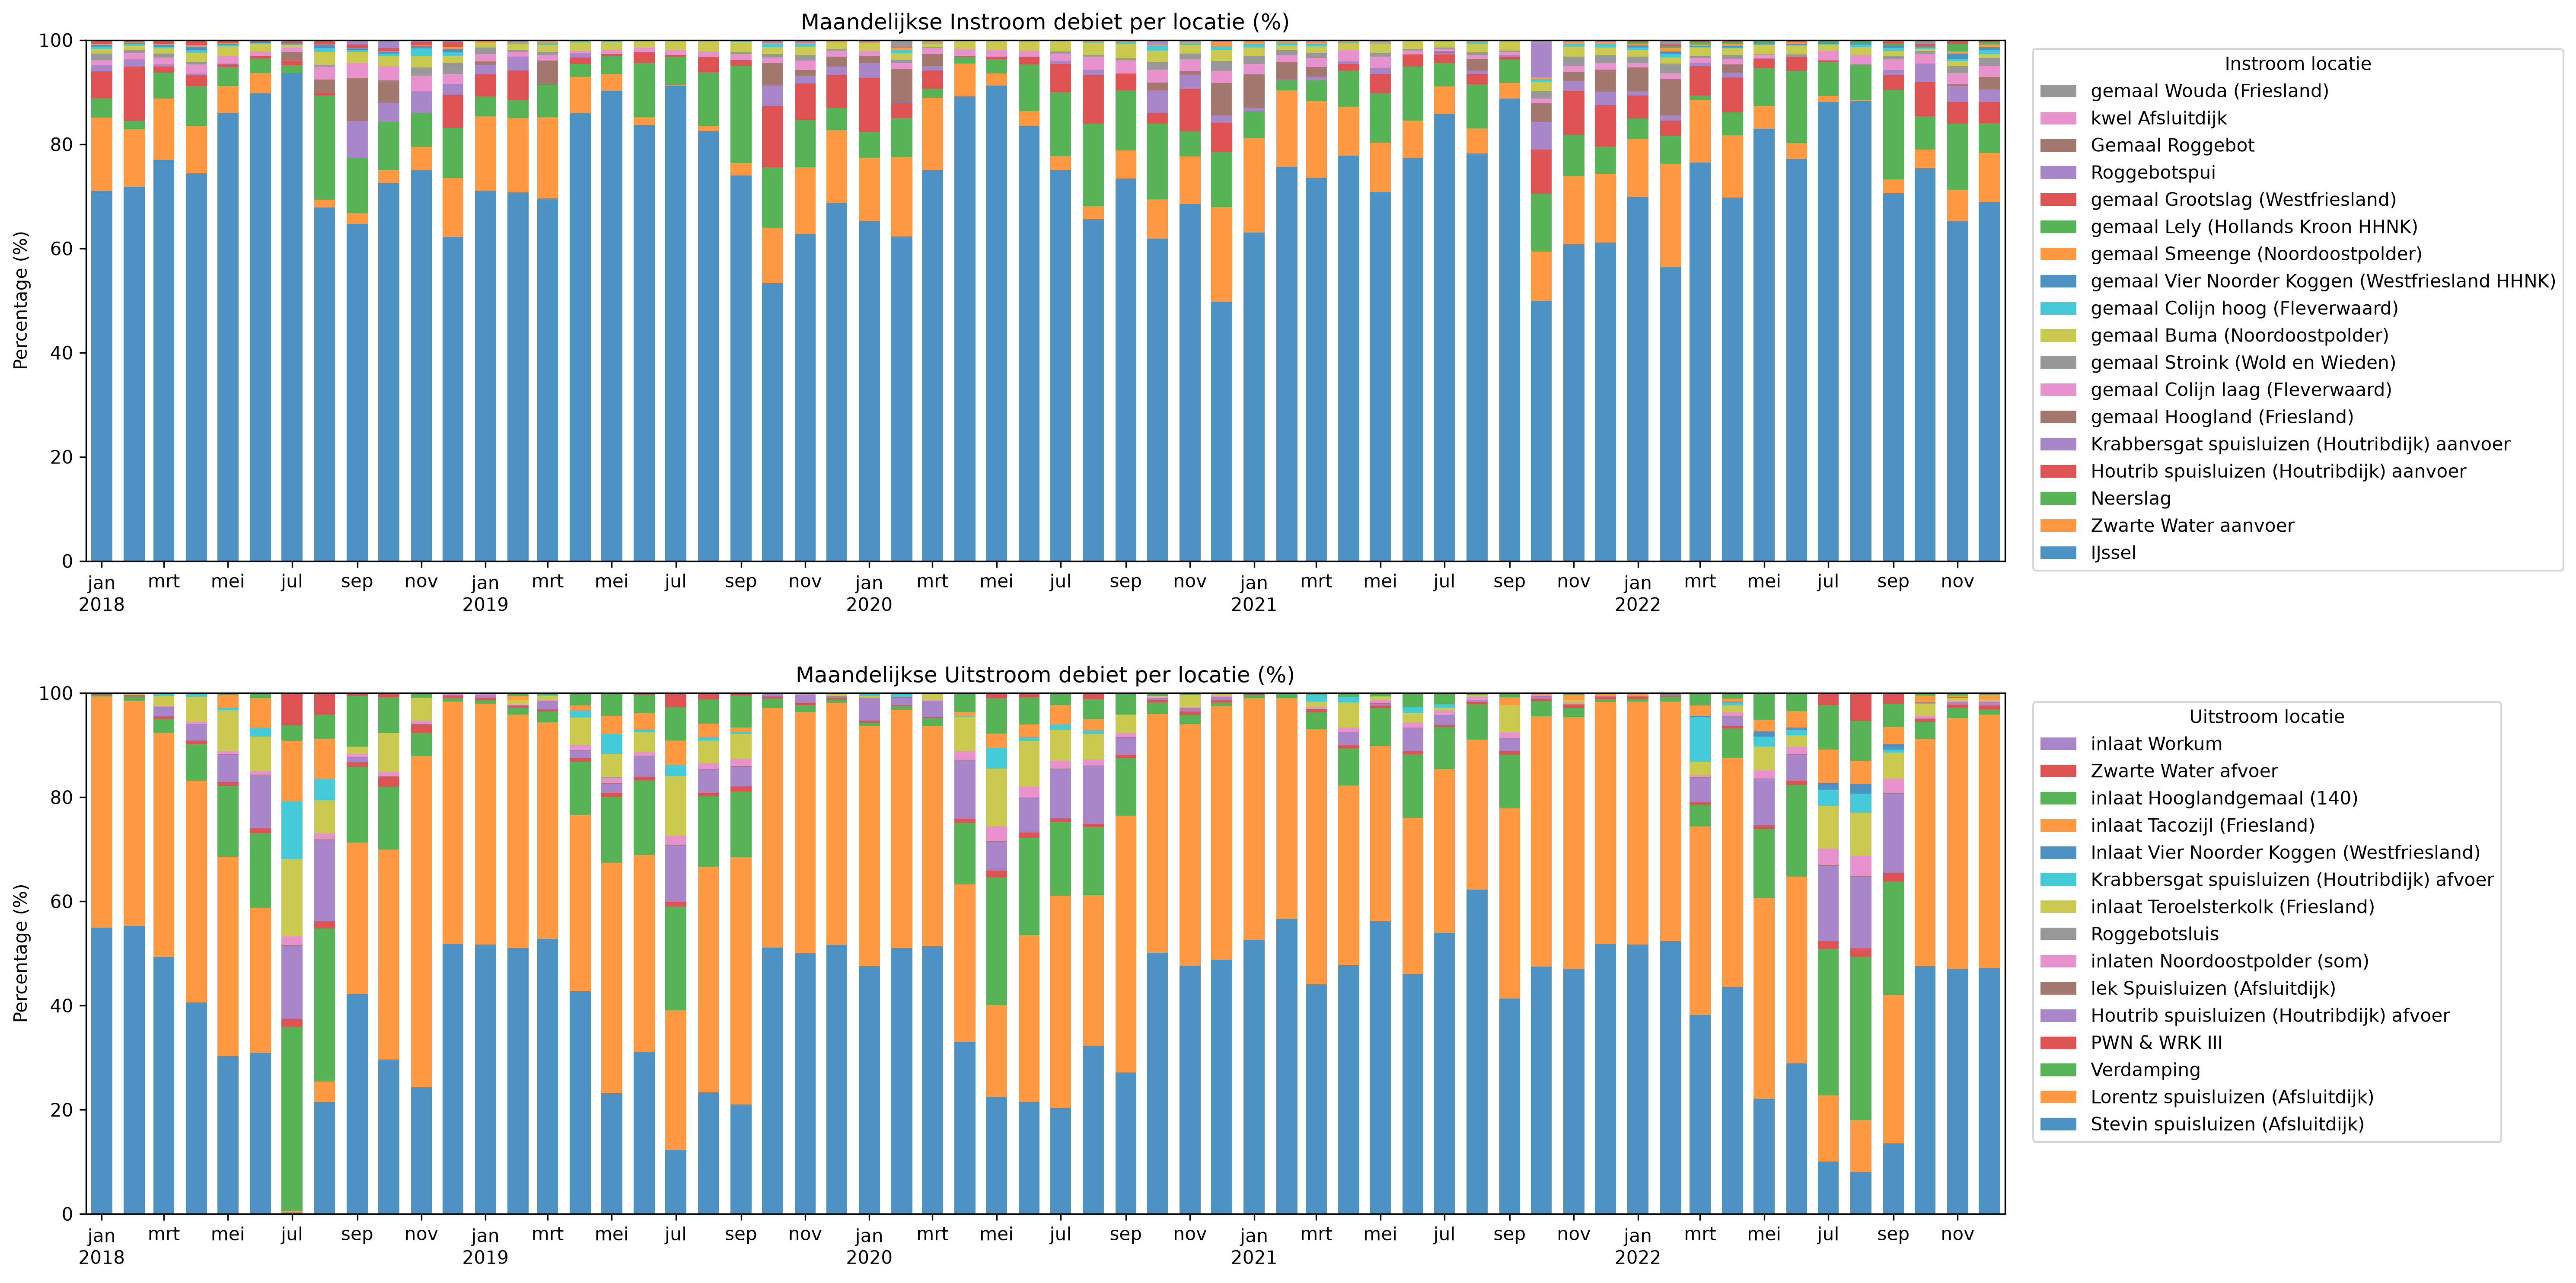 Maandelijkse Instroom debiet per locatie (%)
Percentage (%)
100
80
60
40
20
0
jan mrt mei jul sep nov jan mrt mei jul sep nov jan mrt mei jul sep nov jan mrt mei jul sep nov jan mrt mei jul sep nov
2018 2019 2020 2021 2022
Instroom locatie
gemaal Wouda (Friesland)
kwel Afsluitdijk
Gemaal Roggebot
Roggebotspui
gemaal Grootslag (Westfriesland)
gemaal Lely (Hollands Kroon HHNK)
gemaal Smeenge (Noordoostpolder)
gemaal Vier Noorder Koggen (Westfriesland HHNK)
gemaal Colijn hoog (Fleverwaard)
gemaal Buma (Noordoostpolder)
gemaal Stroink (Wold en Wieden)
gemaal Colijn laag (Fleverwaard)
gemaal Hoogland (Friesland)
Krabbersgat spuisluizen (Houtribdijk) aanvoer
Houtrib spuisluizen (Houtribdijk) aanvoer
Neerslag
Zwarte Water aanvoer
IJssel
Maandelijkse Uitstroom debiet per locatie (%)
Percentage (%)
100
80
60
40
20
0
jan mrt mei jul sep nov jan mrt mei jul sep nov jan mrt mei jul sep nov jan mrt mei jul sep nov jan mrt mei jul sep nov
2018 2019 2020 2021 2022
Uitstroom locatie
inlaat Workum
Zwarte Water afvoer
inlaat Hooglandgemaal (140)
inlaat Tacozijl (Friesland)
Inlaat Vier Noorder Koggen (Westfriesland)
Krabbersgat spuisluizen (Houtribdijk) afvoer
inlaat Teroelsterkolk (Friesland)
Roggebotsluis
inlaten Noordoostpolder (som)
lek Spuisluizen (Afsluitdijk)
Houtrib spuisluizen (Houtribdijk) afvoer
PWN & WRK III
Verdamping
Lorentz spuisluizen (Afsluitdijk)
Stevin spuisluizen (Afsluitdijk)